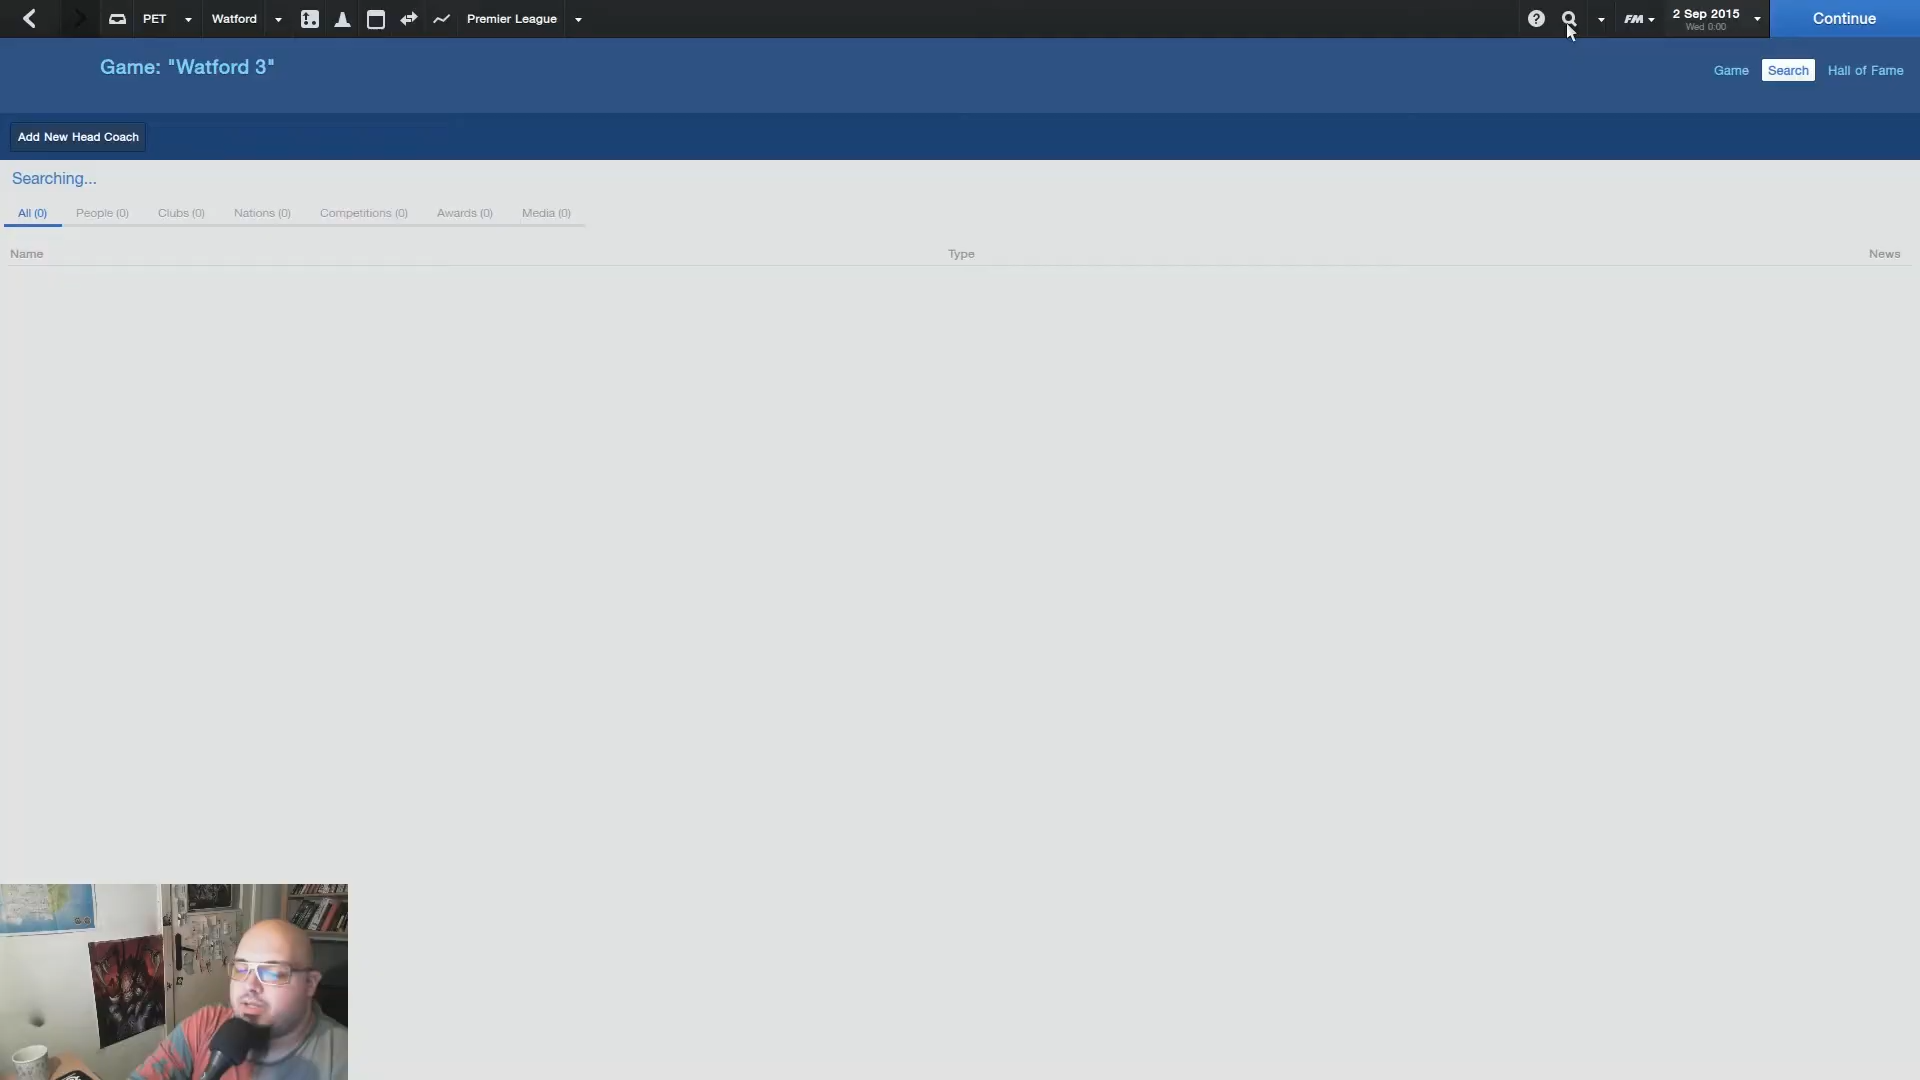 PET Watford Premier League FM 2 Sep 2015 Continue
Wed 0:00
Game: "Watford 3" Game Search Hall of Fame
Add New Head Coach
Searching...
All (0) People (0) Clubs (0) Nations (0) Competitions (0) Awards (0) Media (0)
Name Type News